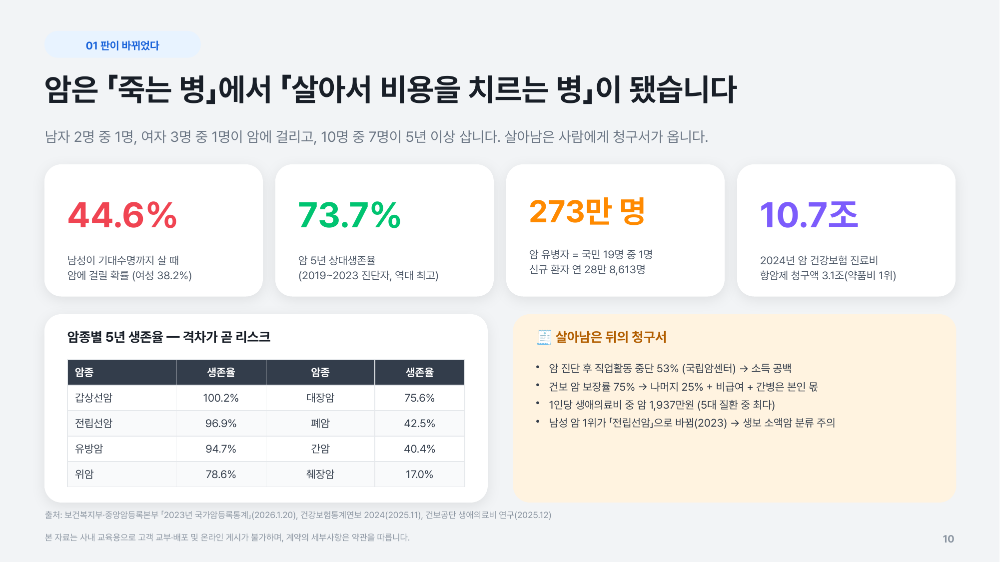 01 판이 바뀌었다
암은 「죽는 병」에서 「살아서 비용을 치르는 병」이 됐습니다
남자 2명 중 1명, 여자 3명 중 1명이 암에 걸리고, 10명 중 7명이 5년 이상 삽니다. 살아남은 사람에게 청구서가 옵니다.
44.6%
남성이 기대수명까지 살 때
암에 걸릴 확률 (여성 38.2%)
73.7%
암 5년 상대생존율
(2019~2023 진단자, 역대 최고)
273만 명
암 유병자 = 국민 19명 중 1명
신규 환자 연 28만 8,613명
10.7조
2024년 암 건강보험 진료비
항암제 청구액 3.1조(약품비 1위)
암종별 5년 생존율 — 격차가 곧 리스크
암종 생존율 암종 생존율
갑상선암 100.2% 대장암 75.6%
전립선암 96.9% 폐암 42.5%
유방암 94.7% 간암 40.4%
위암 78.6% 췌장암 17.0%
🧾 살아남은 뒤의 청구서
• 암 진단 후 직업활동 중단 53% (국립암센터) → 소득 공백
• 건보 암 보장률 75% → 나머지 25% + 비급여 + 간병은 본인 몫
• 1인당 생애의료비 중 암 1,937만원 (5대 질환 중 최다)
• 남성 암 1위가 「전립선암」으로 바뀜(2023) → 생보 소액암 분류 주의
출처: 보건복지부·중앙암등록본부 「2023년 국가암등록통계」(2026.1.20), 건강보험통계연보 2024(2025.11), 건보공단 생애의료비 연구(2025.12)
본 자료는 사내 교육용으로 고객 교부·배포 및 온라인 게시가 불가하며, 계약의 세부사항은 약관을 따릅니다.
10